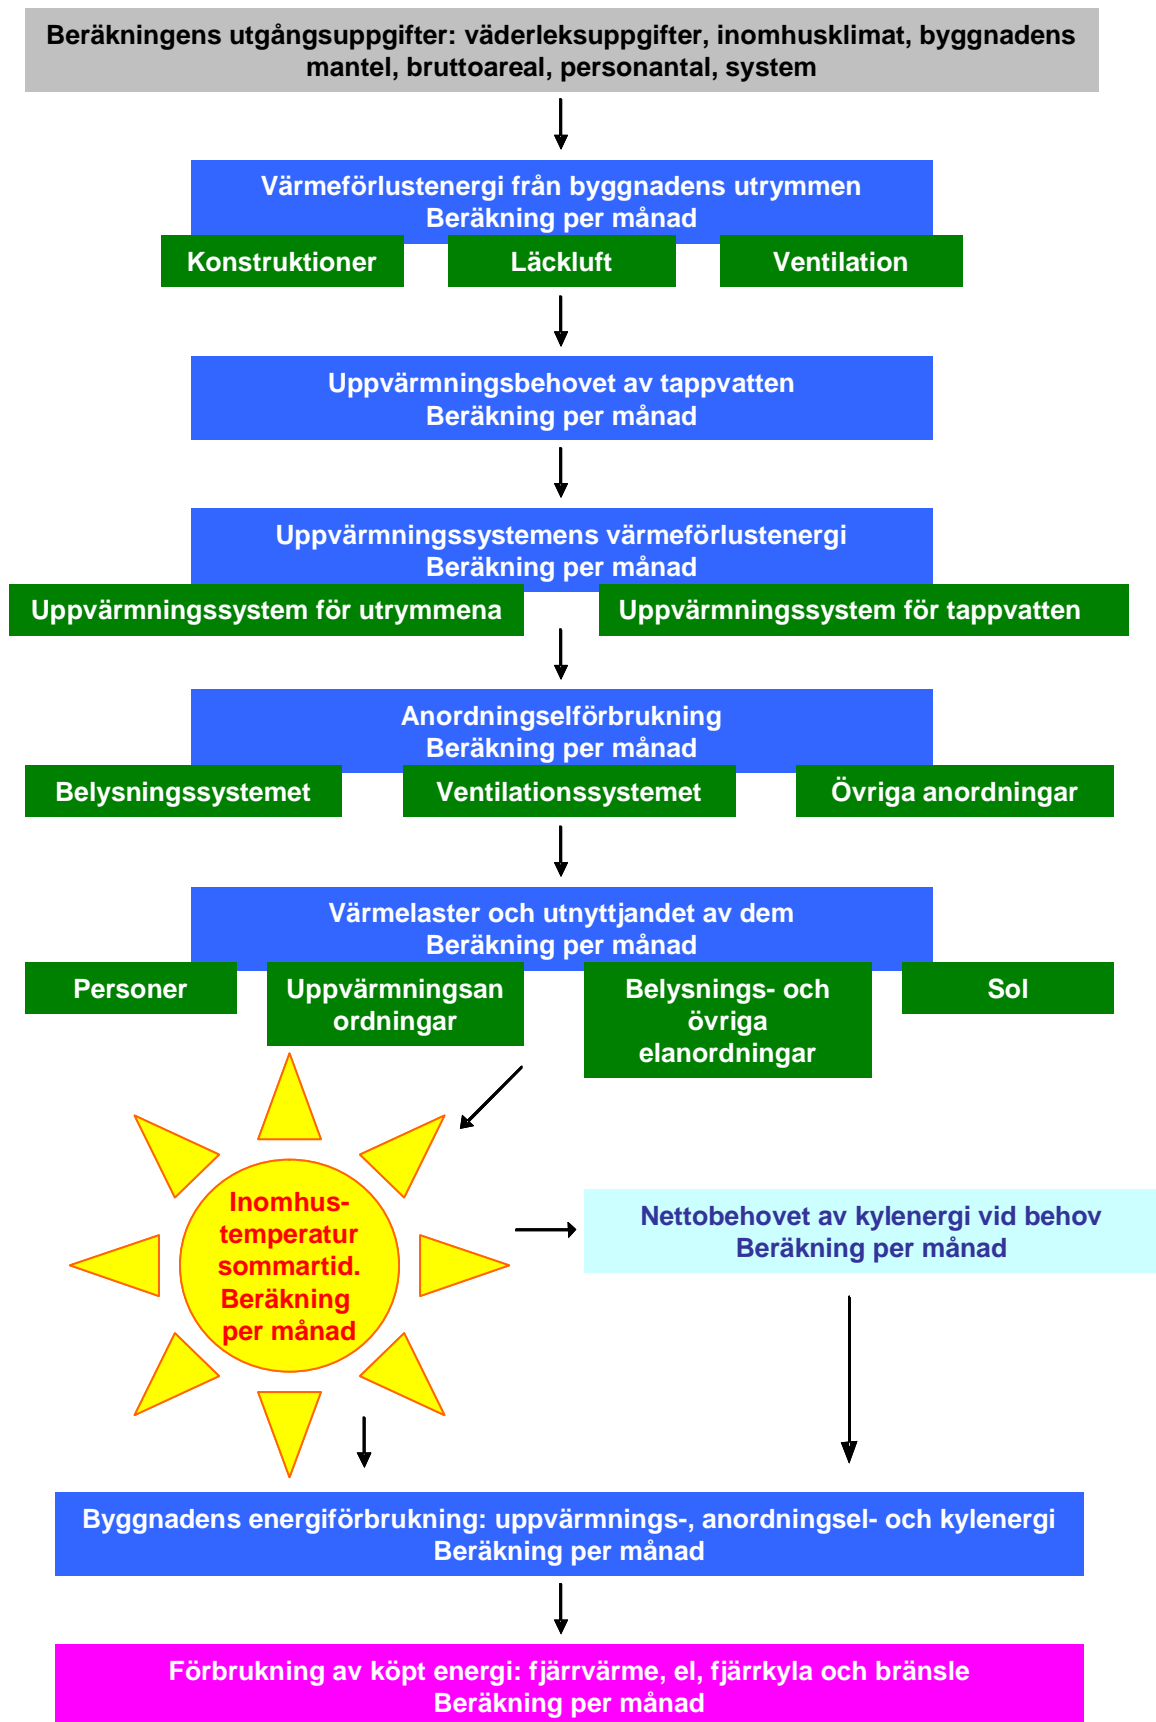 Beräkningens utgångsuppgifter: väderleksuppgifter, inomhusklimat, byggnadens
mantel, bruttoareal, personantal, system
Värmeförlustenergi från byggnadens utrymmen
Beräkning per månad
Konstruktioner
Läckluft
Ventilation
Uppvärmningsbehovet av tappvatten
Beräkning per månad
Uppvärmningssystemens värmeförlustenergi
Beräkning per månad
Uppvärmningssystem för utrymmena
Uppvärmningssystem för tappvatten
Anordningselförbrukning
Beräkning per månad
Belysningssystemet
Ventilationssystemet
Övriga anordningar
Värmelaster och utnyttjandet av dem
Beräkning per månad
Personer
Uppvärmningsan
ordningar
Belysnings- och
övriga
elanordningar
Sol
Inomhus-
temperatur
sommartid.
Beräkning
per månad
Nettobehovet av kylenergi vid behov
Beräkning per månad
Byggnadens energiförbrukning: uppvärmnings-, anordningsel- och kylenergi
Beräkning per månad
Förbrukning av köpt energi: fjärrvärme, el, fjärrkyla och bränsle
Beräkning per månad